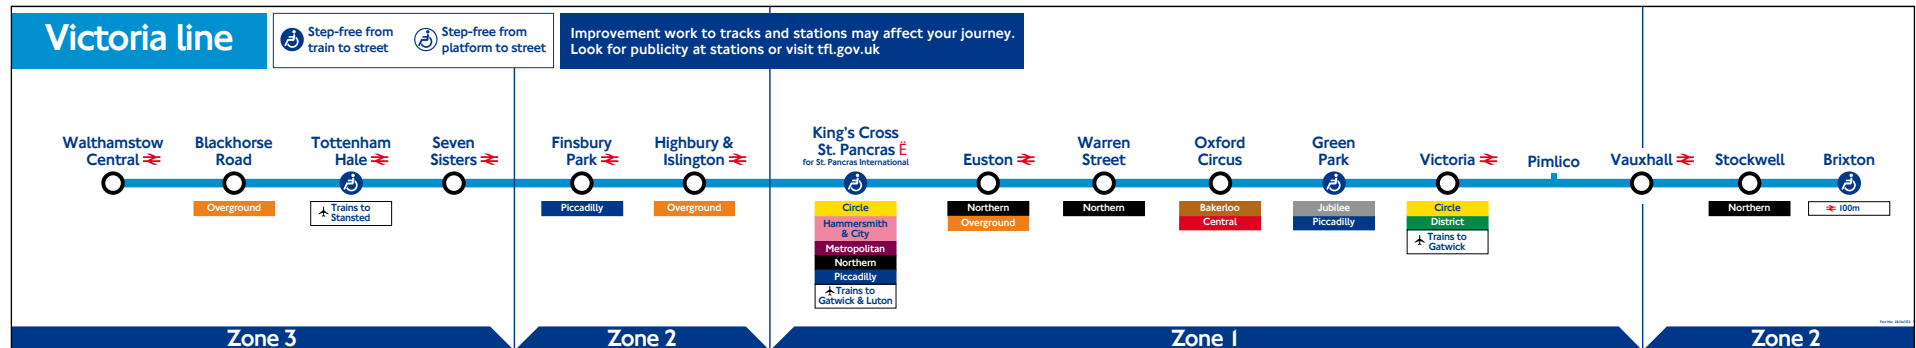 Victoria line
Step-free from
train to street
Step-free from
platform to street
Improvement work to tracks and stations may affect your journey.
Look for publicity at stations or visit tfl.gov.uk
Walthamstow
Central
Blackhorse
Road
Overground
Tottenham
Hale
Trains to
Stansted
Seven
Sisters
Finsbury
Park
Piccadilly
Highbury &
Islington
Overground
King's Cross
St. Pancras Ë
for St. Pancras International
Circle
Hammersmith
& City
Metropolitan
Northern
Piccadilly
Trains to
Gatwick & Luton
Euston
Northern
Overground
Warren
Street
Northern
Oxford
Circus
Bakerloo
Central
Green
Park
Jubilee
Piccadilly
Victoria
Circle
District
Trains to
Gatwick
Pimlico
Vauxhall
Stockwell
Northern
Brixton
100m
Zone 3
Zone 2
Zone 1
Zone 2